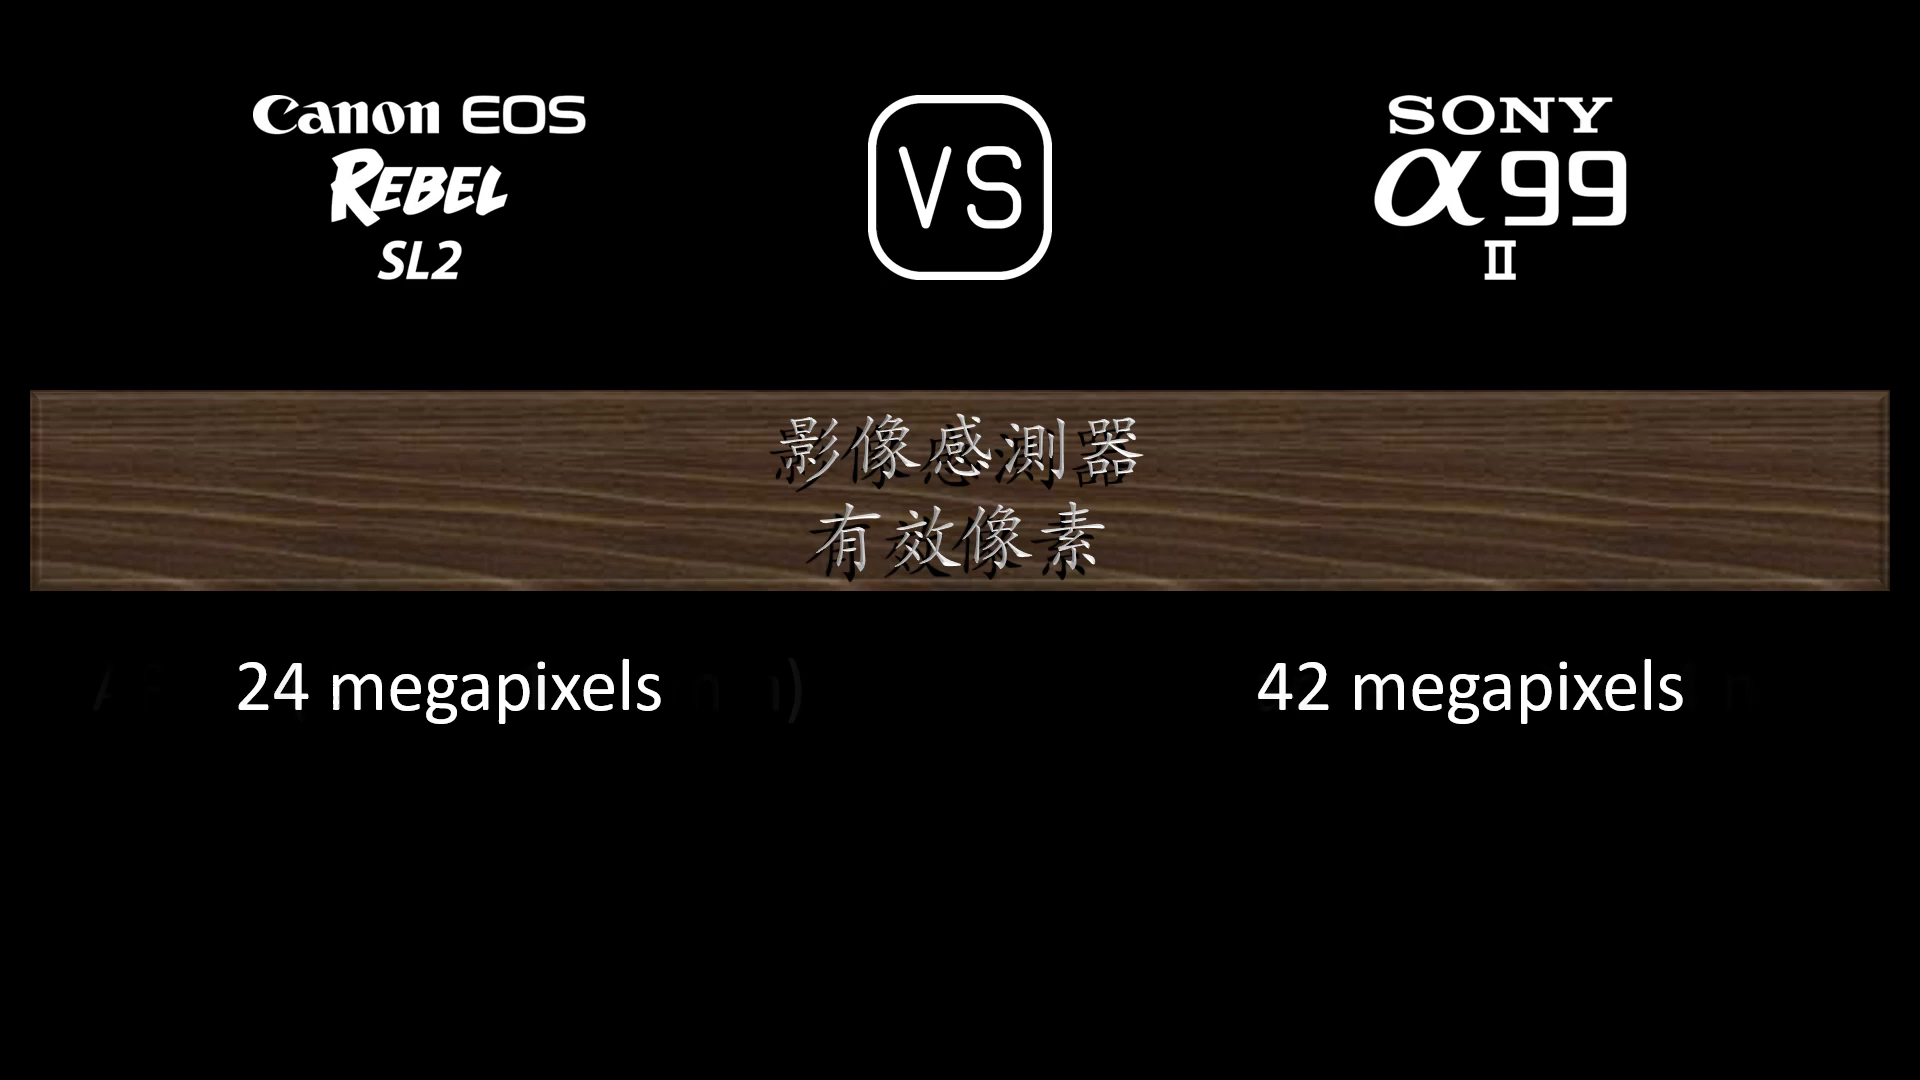 Canon EOS
REBEL
SL2
VS
SONY
α99
II
影像感測器
有效像素
24 megapixels
42 megapixels